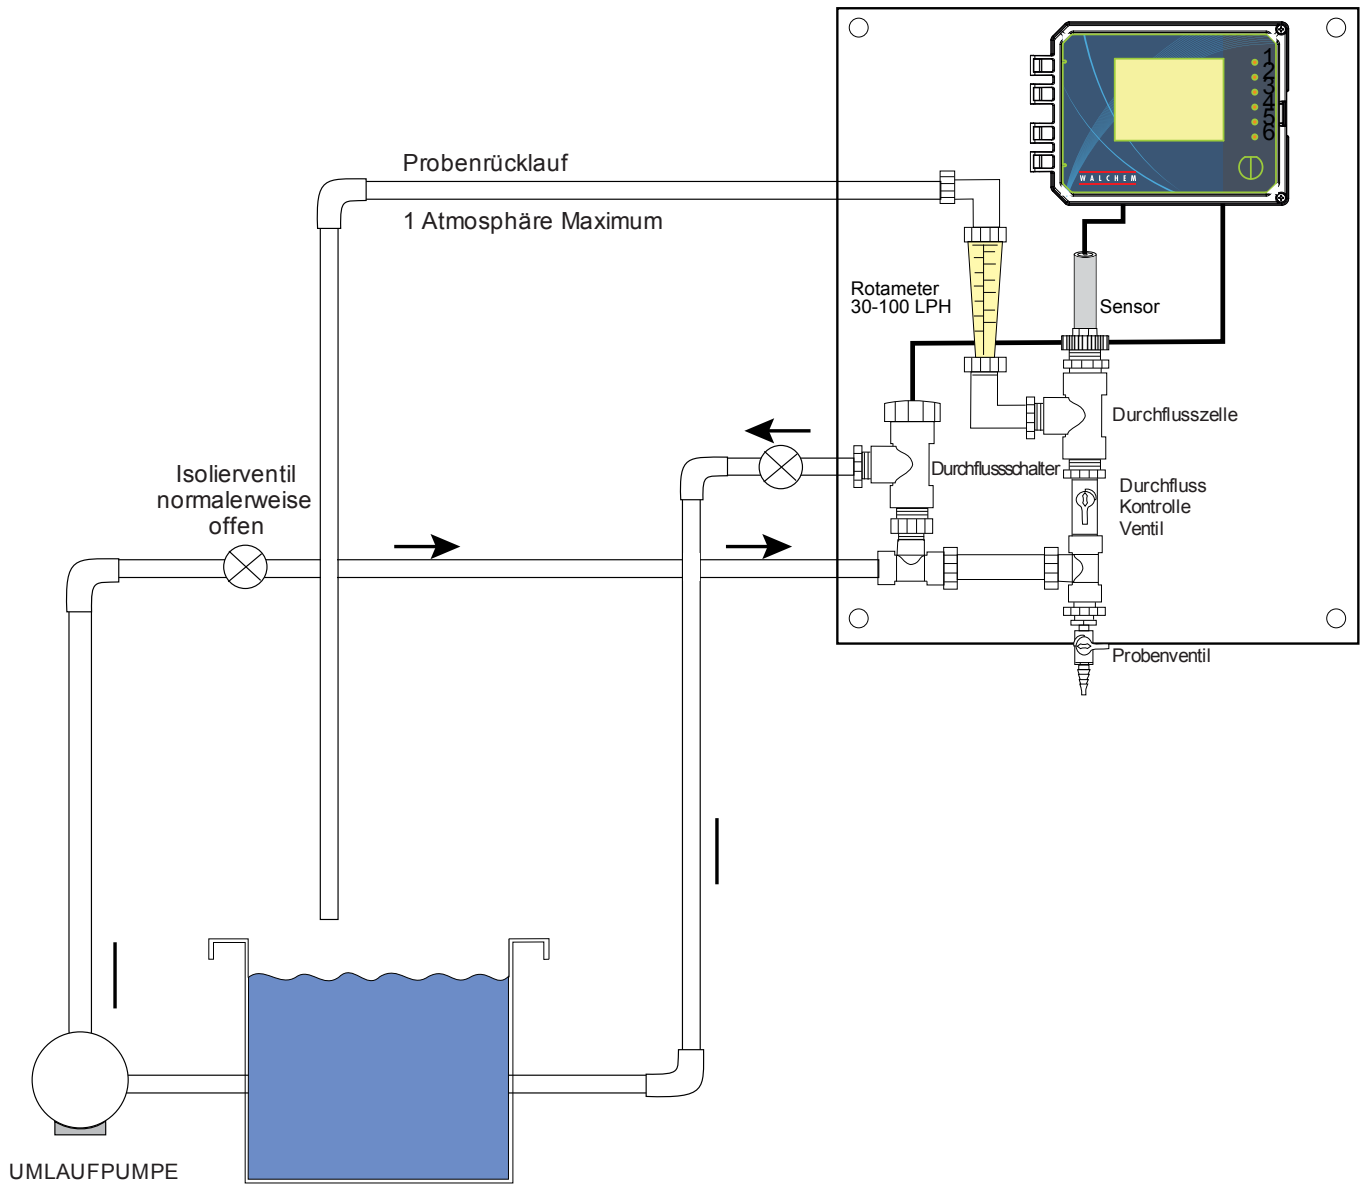 1
2
3
4
5
6
WALCHEM
Probenrücklauf
1 Atmosphäre Maximum
Rotameter
30-100 LPH
Sensor
Durchflusszelle
Isolierventil
normalerweise
offen
Durchflussschalter
Durchfluss
Kontrolle
Ventil
Probenventil
UMLAUFPUMPE